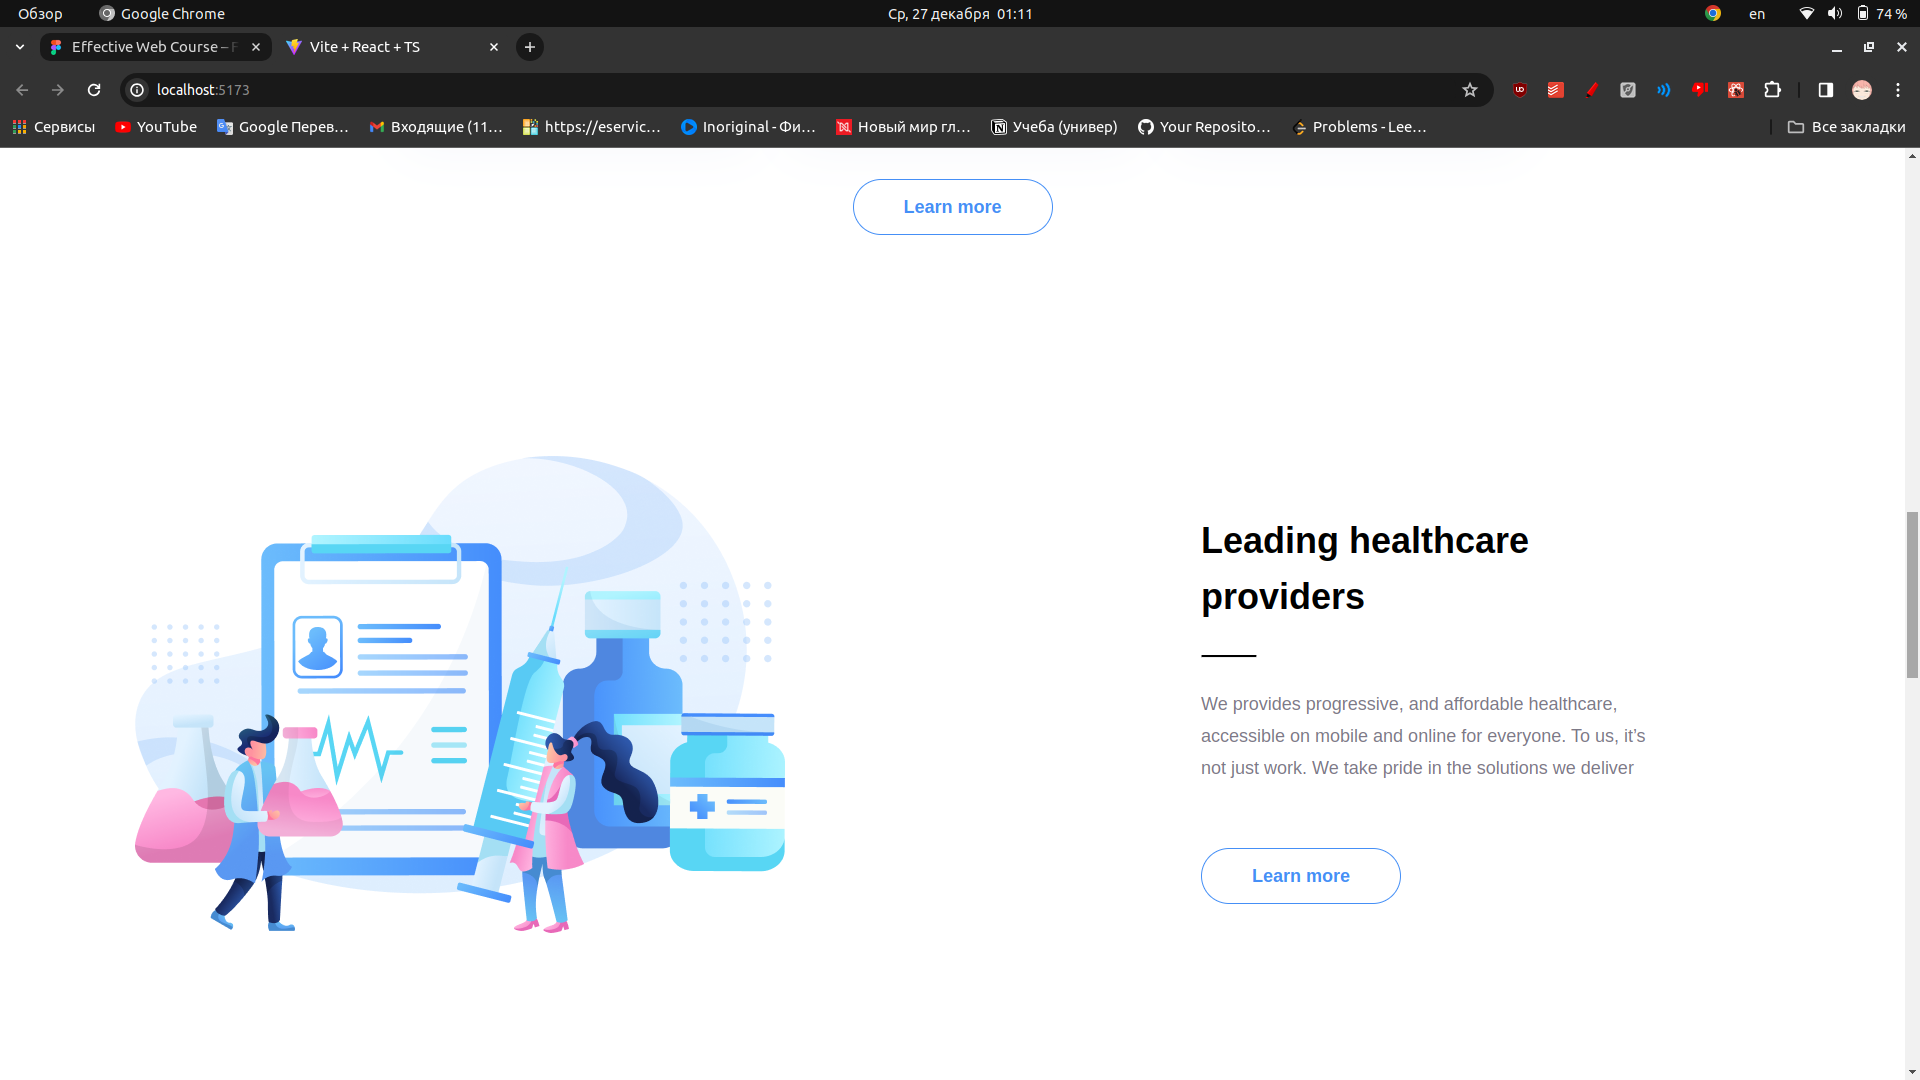 Обзор Google Chrome Ср, 27 декабря 01:11 en 74 %
Effective Web Course – F Vite + React + TS
localhost:5173
Сервисы YouTube Google Перев… Входящие (11… https://eservic… Inoriginal - Фи… Новый мир гл… Учеба (универ) Your Reposito… Problems - Lee… Все закладки
Learn more
Leading healthcare
providers
We provides progressive, and affordable healthcare,
accessible on mobile and online for everyone. To us, it’s
not just work. We take pride in the solutions we deliver
Learn more